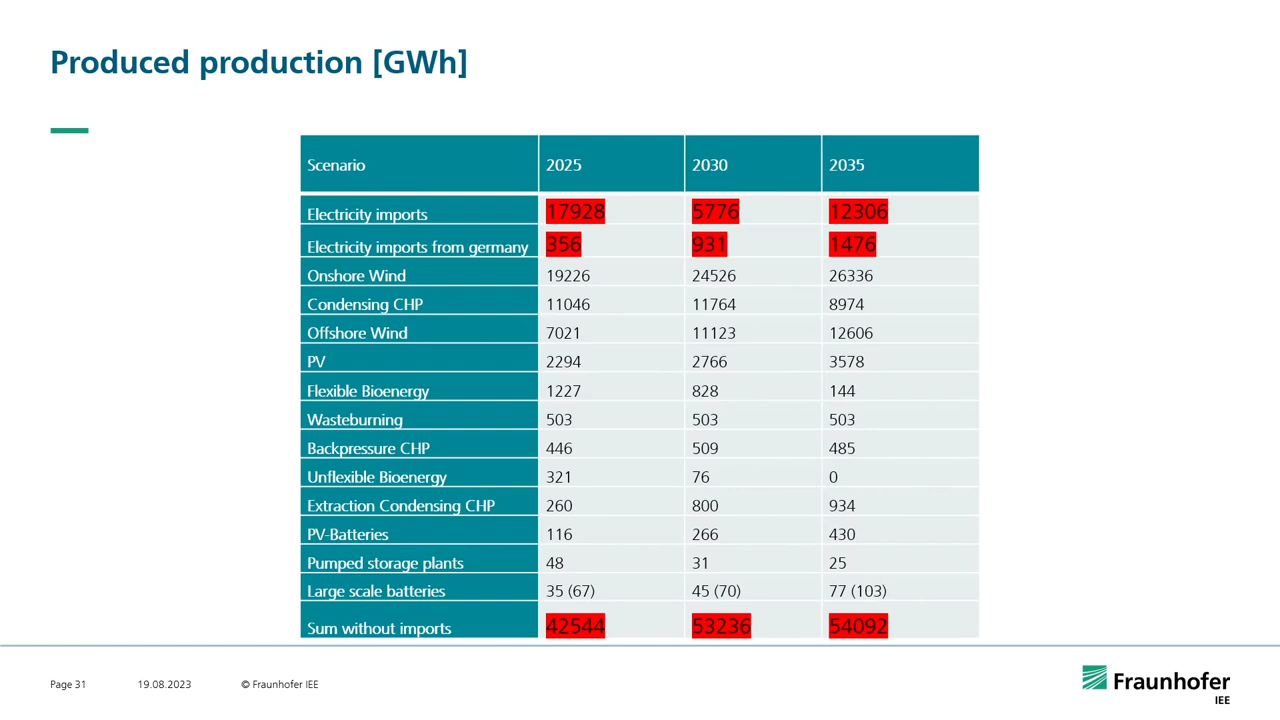 Produced production [GWh]
Scenario 2025 2030 2035
Electricity imports 17928 5776 12306
Electricity imports from germany 356 931 1476
Onshore Wind 19226 24526 26336
Condensing CHP 11046 11764 8974
Offshore Wind 7021 11123 12606
PV 2294 2766 3578
Flexible Bioenergy 1227 828 144
Wasteburning 503 503 503
Backpressure CHP 446 509 485
Unflexible Bioenergy 321 76 0
Extraction Condensing CHP 260 800 934
PV-Batteries 116 266 430
Pumped storage plants 48 31 25
Large scale batteries 35 (67) 45 (70) 77 (103)
Sum without imports 42544 53236 54092
Page 31 19.08.2023 © Fraunhofer IEE
Fraunhofer
IEE